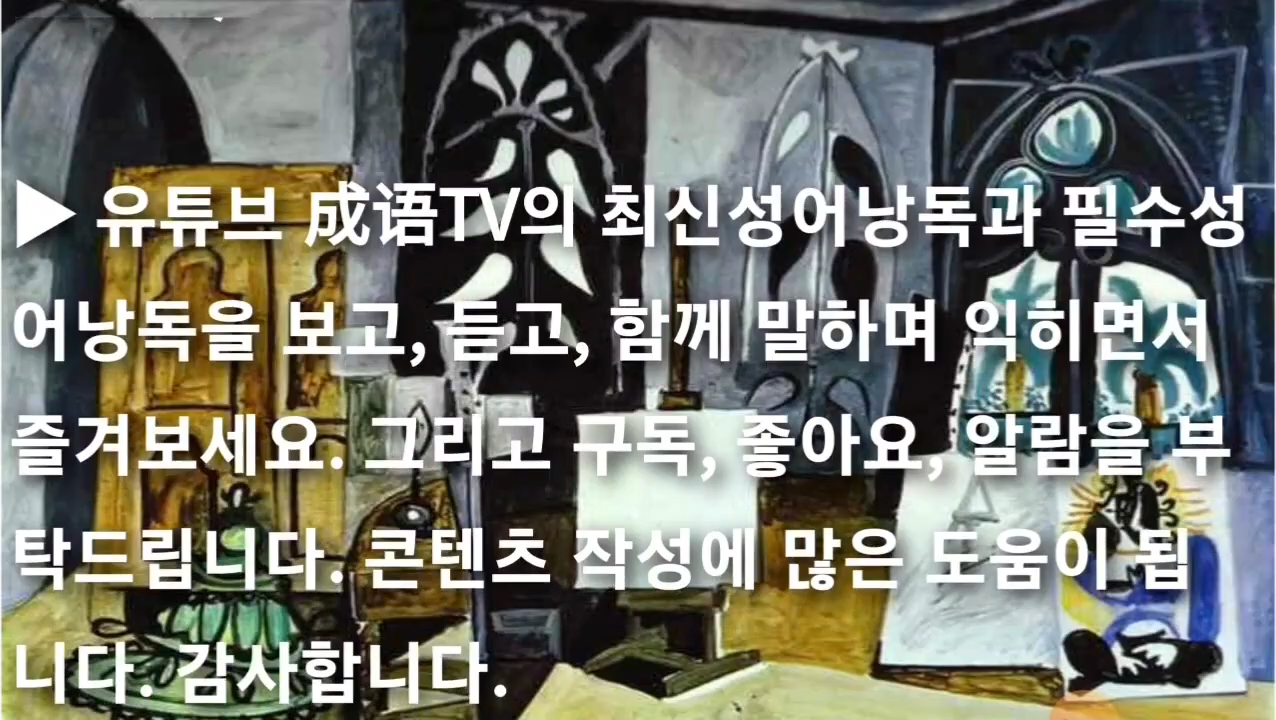 ▶ 유튜브 成语TV의 최신성어낭독과 필수성
어낭독을 보고, 듣고, 함께 말하며 익히면서
즐겨보세요. 그리고 구독, 좋아요, 알람을 부
탁드립니다. 콘텐츠 작성에 많은 도움이 됩
니다. 감사합니다.